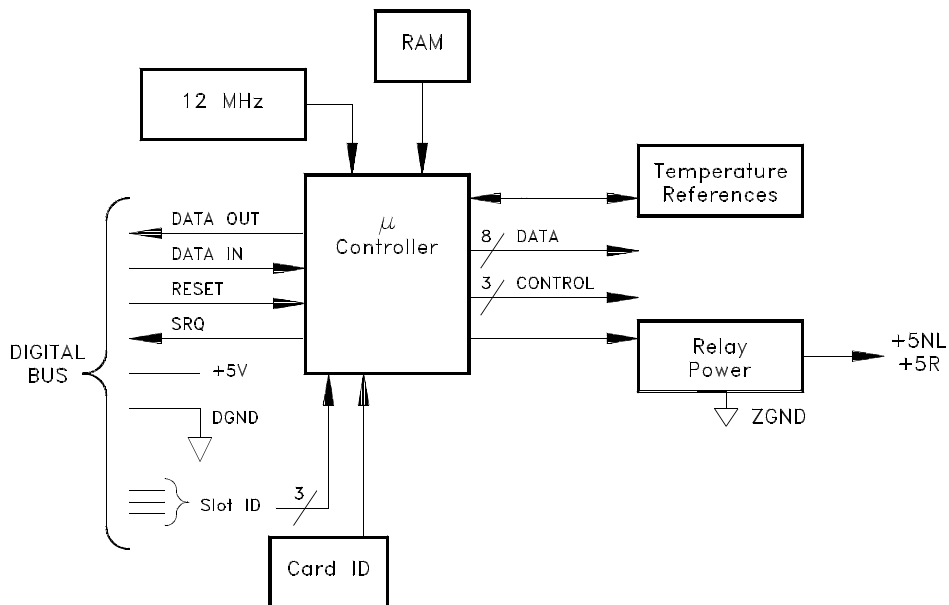 RAM
12 MHz
Temperature
References
μ
Controller
DATA OUT
8 DATA
DATA IN
RESET
3 CONTROL
SRQ
DIGITAL
BUS
+5V
Relay
Power
+5NL
+5R
DGND
ZGND
Slot ID
3
Card ID